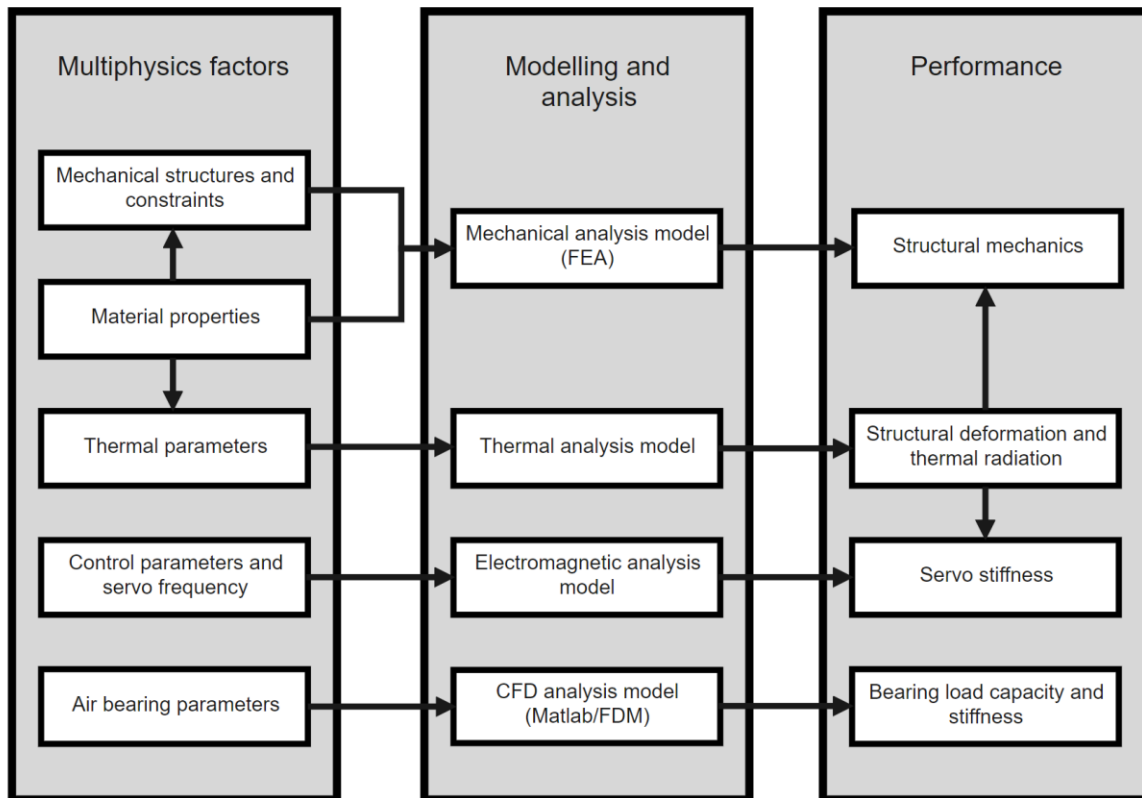 Multiphysics factors
Mechanical structures and
constraints
Material properties
Thermal parameters
Control parameters and
servo frequency
Air bearing parameters
Modelling and
analysis
Mechanical analysis model
(FEA)
Thermal analysis model
Electromagnetic analysis
model
CFD analysis model
(Matlab/FDM)
Performance
Structural mechanics
Structural deformation and
thermal radiation
Servo stiffness
Bearing load capacity and
stiffness